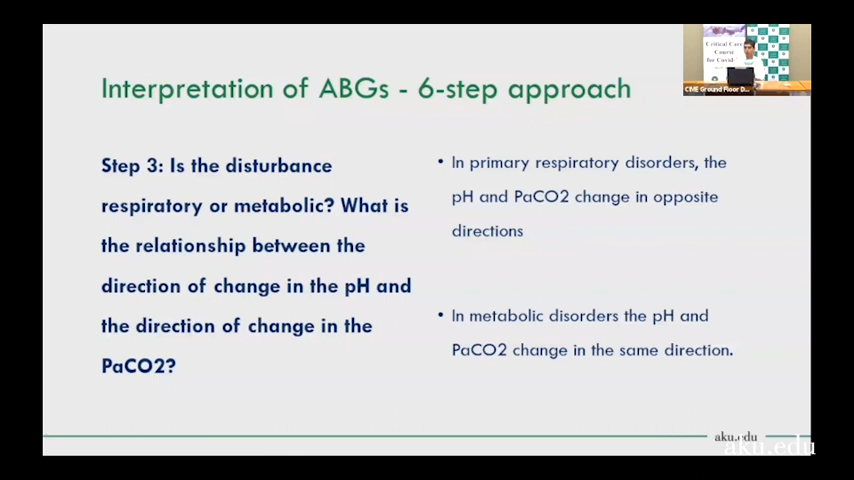 Interpretation of ABGs - 6-step approach
Step 3: Is the disturbance
respiratory or metabolic? What is
the relationship between the
direction of change in the pH and
the direction of change in the
PaCO2?
• In primary respiratory disorders, the
pH and PaCO2 change in opposite
directions
• In metabolic disorders the pH and
PaCO2 change in the same direction.
Critical Care
Course
for Covid
CIME Ground Floor D...
aku.edu
aku.edu